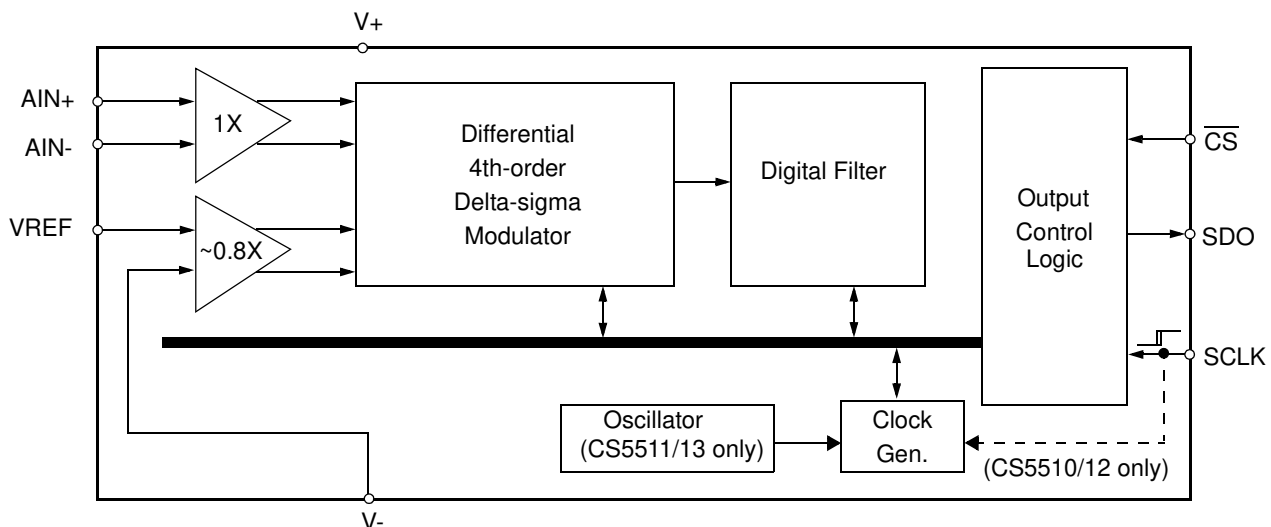 V+
AIN+
AIN-
VREF
1X
~0.8X
Differential
4th-order
Delta-sigma
Modulator
Digital Filter
Output
Control
Logic
CS
SDO
SCLK
Oscillator
(CS5511/13 only)
Clock
Gen.
(CS5510/12 only)
V-